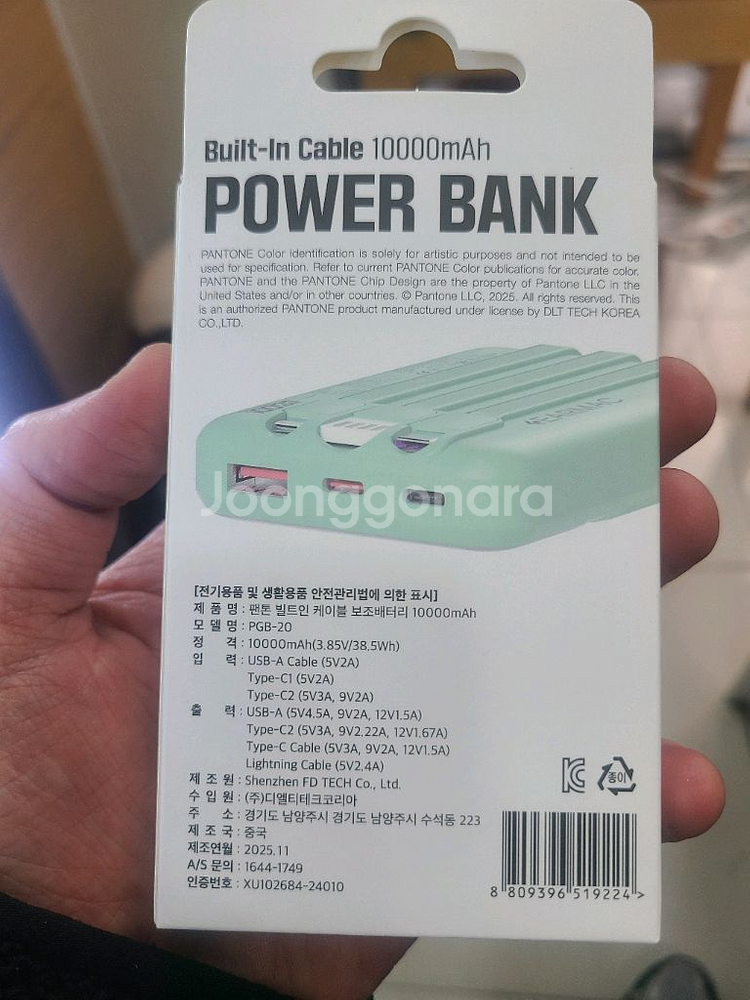 Built-In Cable 10000mAh
POWER BANK
PANTONE Color identification is solely for artistic purposes and not intended to be
used for specification. Refer to current PANTONE Color publications for accurate color.
PANTONE and the PANTONE Chip Design are the property of Pantone LLC in the
United States and/or in other countries. © Pantone LLC, 2025. All rights reserved. This
is an authorized PANTONE product manufactured under license by DLT TECH KOREA
CO.,LTD.
Joonggonara
[전기용품 및 생활용품 안전관리법에 의한 표시]
제 품 명 : 팬톤 빌트인 케이블 보조배터리 10000mAh
모 델 명 : PGB-20
정 격 : 10000mAh(3.85V/38.5Wh)
입 력 : USB-A Cable (5V2A)
Type-C1 (5V2A)
Type-C2 (5V3A, 9V2A)
출 력 : USB-A (5V4.5A, 9V2A, 12V1.5A)
Type-C2 (5V3A, 9V2.22A, 12V1.67A)
Type-C Cable (5V3A, 9V2A, 12V1.5A)
Lightning Cable (5V2.4A)
제 조 원 : Shenzhen FD TECH Co., Ltd.
수 입 원 : (주)디엘티테크코리아
주 소 : 경기도 남양주시 경기도 남양주시 수석동 223
제 조 국 : 중국
제조연월 : 2025.11
A/S 문의 : 1644-1749
인증번호 : XU102684-24010
KC
종이
8 809396 519224 >